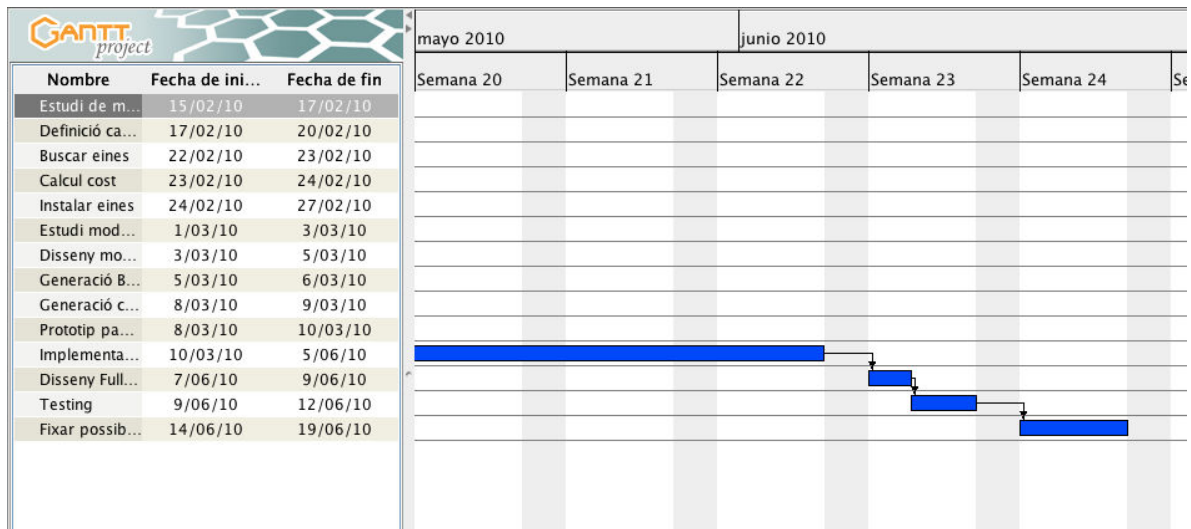 GANTT
project
mayo 2010 junio 2010
Semana 20 Semana 21 Semana 22 Semana 23 Semana 24 Se
Nombre Fecha de ini... Fecha de fin
Estudi de m... 15/02/10 17/02/10
Definició ca... 17/02/10 20/02/10
Buscar eines 22/02/10 23/02/10
Calcul cost 23/02/10 24/02/10
Instalar eines 24/02/10 27/02/10
Estudi mod... 1/03/10 3/03/10
Disseny mo... 3/03/10 5/03/10
Generació B... 5/03/10 6/03/10
Generació c... 8/03/10 9/03/10
Prototip pa... 8/03/10 10/03/10
Implementa... 10/03/10 5/06/10
Disseny Full... 7/06/10 9/06/10
Testing 9/06/10 12/06/10
Fixar possib... 14/06/10 19/06/10